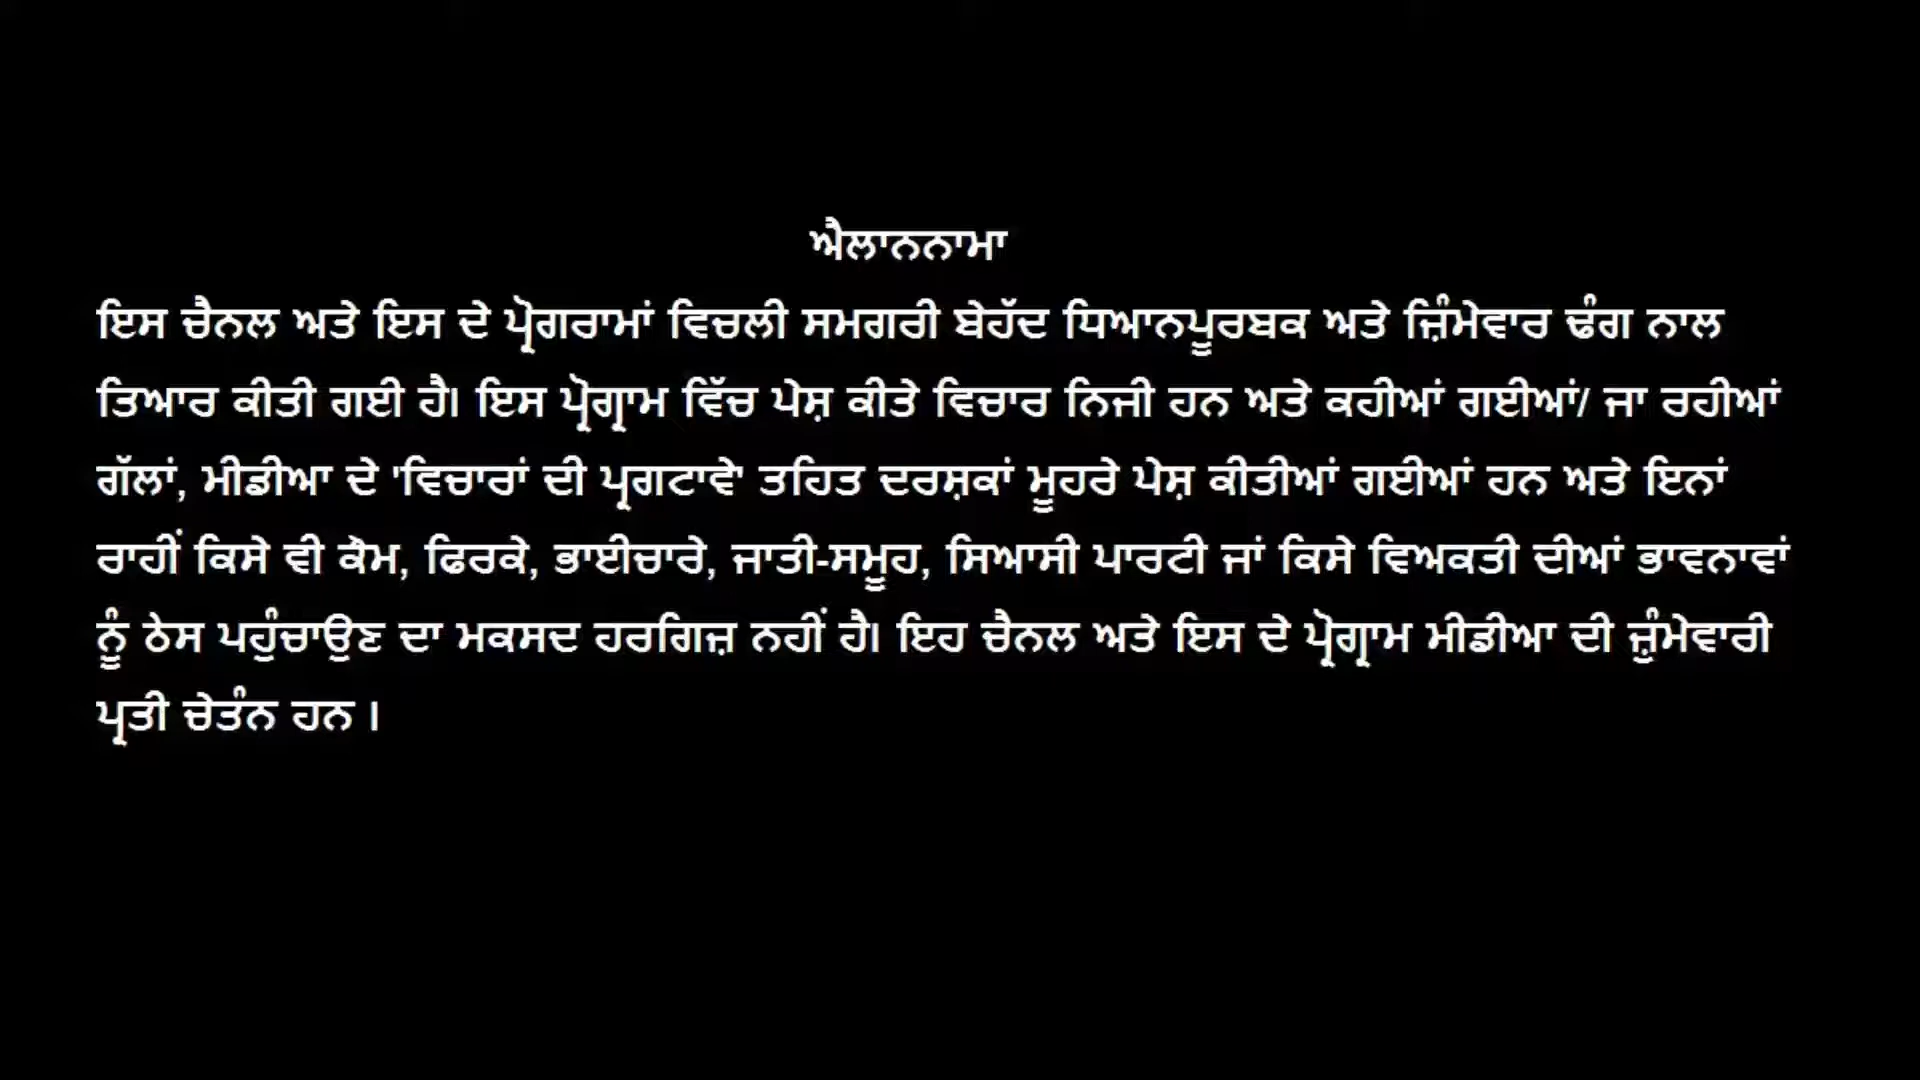 ਐਲਾਨਨਾਮਾ
ਇਸ ਚੈਨਲ ਅਤੇ ਇਸ ਦੇ ਪ੍ਰੋਗਰਾਮਾਂ ਵਿਚਲੀ ਸਮਗਰੀ ਬੇਹੱਦ ਧਿਆਨਪੂਰਬਕ ਅਤੇ ਜ਼ਿੰਮੇਵਾਰ ਢੰਗ ਨਾਲ
ਤਿਆਰ ਕੀਤੀ ਗਈ ਹੈ। ਇਸ ਪ੍ਰੋਗ੍ਰਾਮ ਵਿੱਚ ਪੇਸ਼ ਕੀਤੇ ਵਿਚਾਰ ਨਿਜੀ ਹਨ ਅਤੇ ਕਹੀਆਂ ਗਈਆਂ/ ਜਾ ਰਹੀਆਂ
ਗੱਲਾਂ, ਮੀਡੀਆ ਦੇ 'ਵਿਚਾਰਾਂ ਦੀ ਪ੍ਰਗਟਾਵੇ' ਤਹਿਤ ਦਰਸ਼ਕਾਂ ਮੂਹਰੇ ਪੇਸ਼ ਕੀਤੀਆਂ ਗਈਆਂ ਹਨ ਅਤੇ ਇਨਾਂ
ਰਾਹੀਂ ਕਿਸੇ ਵੀ ਕੌਮ, ਫਿਰਕੇ, ਭਾਈਚਾਰੇ, ਜਾਤੀ-ਸਮੂਹ, ਸਿਆਸੀ ਪਾਰਟੀ ਜਾਂ ਕਿਸੇ ਵਿਅਕਤੀ ਦੀਆਂ ਭਾਵਨਾਵਾਂ
ਨੂੰ ਠੇਸ ਪਹੁੰਚਾਉਣ ਦਾ ਮਕਸਦ ਹਰਗਿਜ਼ ਨਹੀਂ ਹੈ। ਇਹ ਚੈਨਲ ਅਤੇ ਇਸ ਦੇ ਪ੍ਰੋਗ੍ਰਾਮ ਮੀਡੀਆ ਦੀ ਜ਼ੁੰਮੇਵਾਰੀ
ਪ੍ਰਤੀ ਚੇਤੰਨ ਹਨ ।